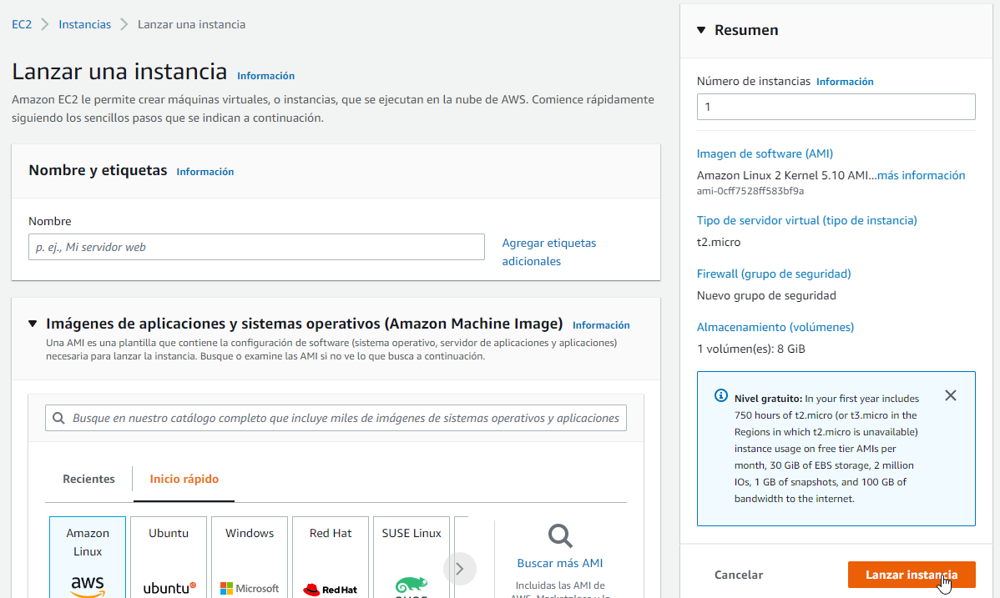 EC2 > Instancias > Lanzar una instancia
Lanzar una instancia Información
Amazon EC2 le permite crear máquinas virtuales, o instancias, que se ejecutan en la nube de AWS. Comience rápidamente
siguiendo los sencillos pasos que se indican a continuación.
Nombre y etiquetas Información
Nombre
p. ej., Mi servidor web
Agregar etiquetas
adicionales
Imágenes de aplicaciones y sistemas operativos (Amazon Machine Image) Información
Una AMI es una plantilla que contiene la configuración de software (sistema operativo, servidor de aplicaciones y aplicaciones)
necesaria para lanzar la instancia. Busque o examine las AMI si no ve lo que busca a continuación.
Busque en nuestro catálogo completo que incluye miles de imágenes de sistemas operativos y aplicaciones
Recientes
Inicio rápido
Amazon
Linux
aws
Ubuntu
ubuntu
Windows
Microsoft
Red Hat
Red Hat
SUSE Linux
Buscar más AMI
Incluidas las AMI de
Resumen
Número de instancias Información
1
Imagen de software (AMI)
Amazon Linux 2 Kernel 5.10 AMI...más información
ami-0cff7528ff583bf9a
Tipo de servidor virtual (tipo de instancia)
t2.micro
Firewall (grupo de seguridad)
Nuevo grupo de seguridad
Almacenamiento (volúmenes)
1 volúmen(es): 8 GiB
Nivel gratuito: In your first year includes
750 hours of t2.micro (or t3.micro in the
Regions in which t2.micro is unavailable)
instance usage on free tier AMIs per
month, 30 GiB of EBS storage, 2 million
IOs, 1 GB of snapshots, and 100 GB of
bandwidth to the internet.
Cancelar
Lanzar instancia